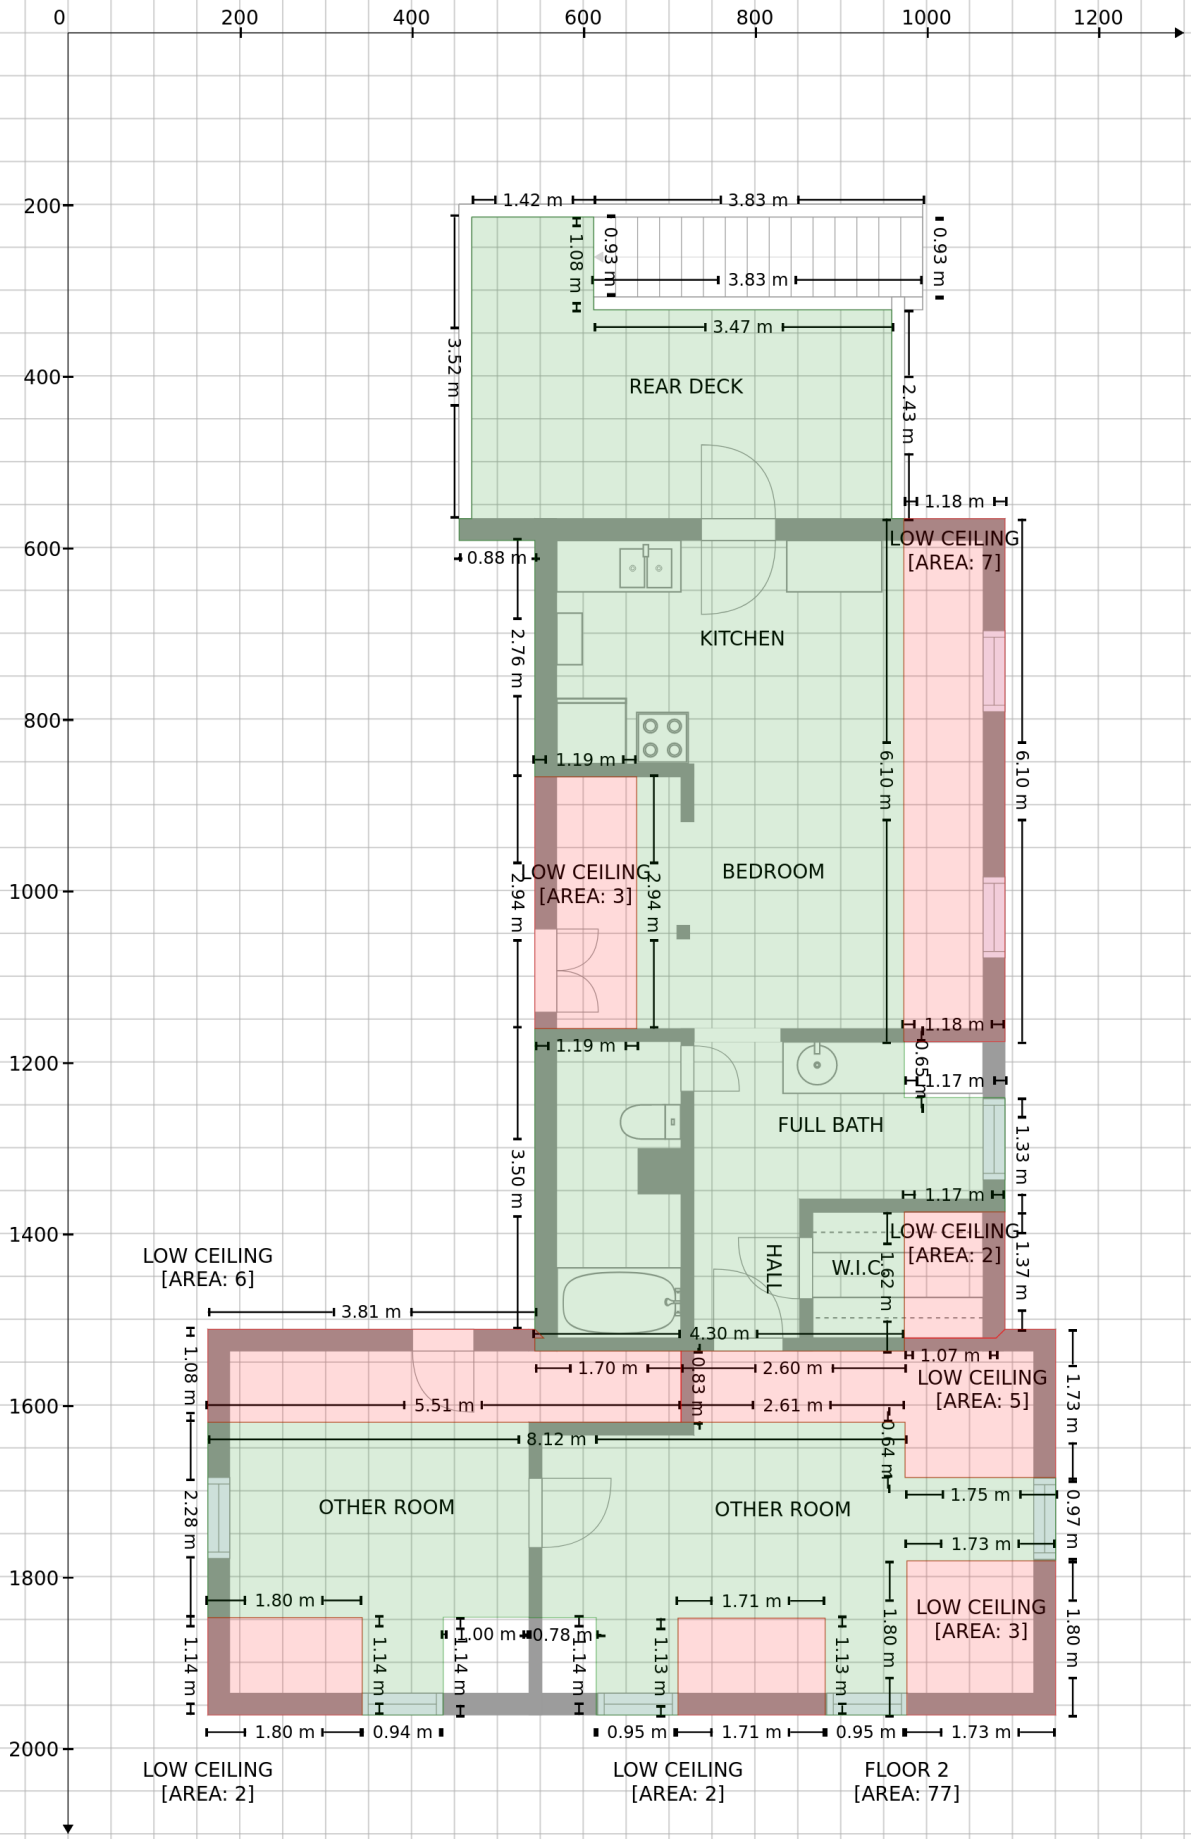 0
200
400
600
800
1000
1200
200
1.42 m
3.83 m
1.08 m
0.93 m
0.93 m
3.83 m
3.47 m
3.52 m
400
REAR DECK
2.43 m
1.18 m
600
0.88 m
LOW CEILING
[AREA: 7]
2.76 m
KITCHEN
800
1.19 m
6.10 m
6.10 m
LOW CEILING
[AREA: 3]
BEDROOM
1000
2.94 m
2.94 m
1.18 m
1.19 m
0.65 m
1200
1.17 m
FULL BATH
1.33 m
3.50 m
1.17 m
1400
LOW CEILING
[AREA: 2]
LOW CEILING
[AREA: 6]
HALL
W.I.C.
1.62 m
1.37 m
3.81 m
4.30 m
1.08 m
1.70 m
0.83 m
2.60 m
1.07 m
LOW CEILING
[AREA: 5]
1.73 m
1600
5.51 m
2.61 m
8.12 m
0.64 m
2.28 m
OTHER ROOM
OTHER ROOM
1.75 m
0.97 m
1.73 m
1800
1.80 m
1.71 m
LOW CEILING
[AREA: 3]
1.00 m
0.78 m
1.14 m
1.14 m
1.14 m
1.14 m
1.13 m
1.13 m
1.80 m
1.80 m
1.80 m
0.94 m
0.95 m
1.71 m
0.95 m
1.73 m
2000
LOW CEILING
[AREA: 2]
LOW CEILING
[AREA: 2]
FLOOR 2
[AREA: 77]